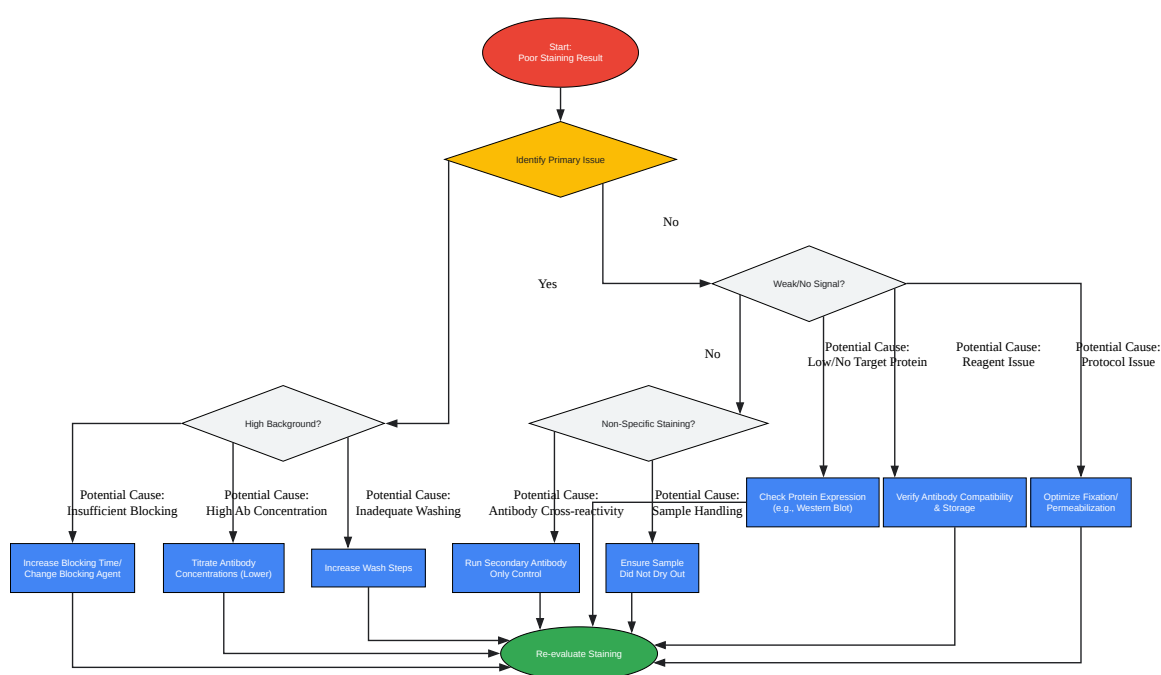 Start:
Poor Staining Result
Identify Primary Issue
No
Yes
Weak/No Signal?
No
Potential Cause:
Low/No Target Protein
Potential Cause:
Reagent Issue
Potential Cause:
Protocol Issue
High Background?
Non-Specific Staining?
Potential Cause:
Insufficient Blocking
Potential Cause:
High Ab Concentration
Potential Cause:
Inadequate Washing
Potential Cause:
Antibody Cross-reactivity
Potential Cause:
Sample Handling
Check Protein Expression
(e.g., Western Blot)
Verify Antibody Compatibility
& Storage
Optimize Fixation/
Permeabilization
Increase Blocking Time/
Change Blocking Agent
Titrate Antibody
Concentrations (Lower)
Increase Wash Steps
Run Secondary Antibody
Only Control
Ensure Sample
Did Not Dry Out
Re-evaluate Staining